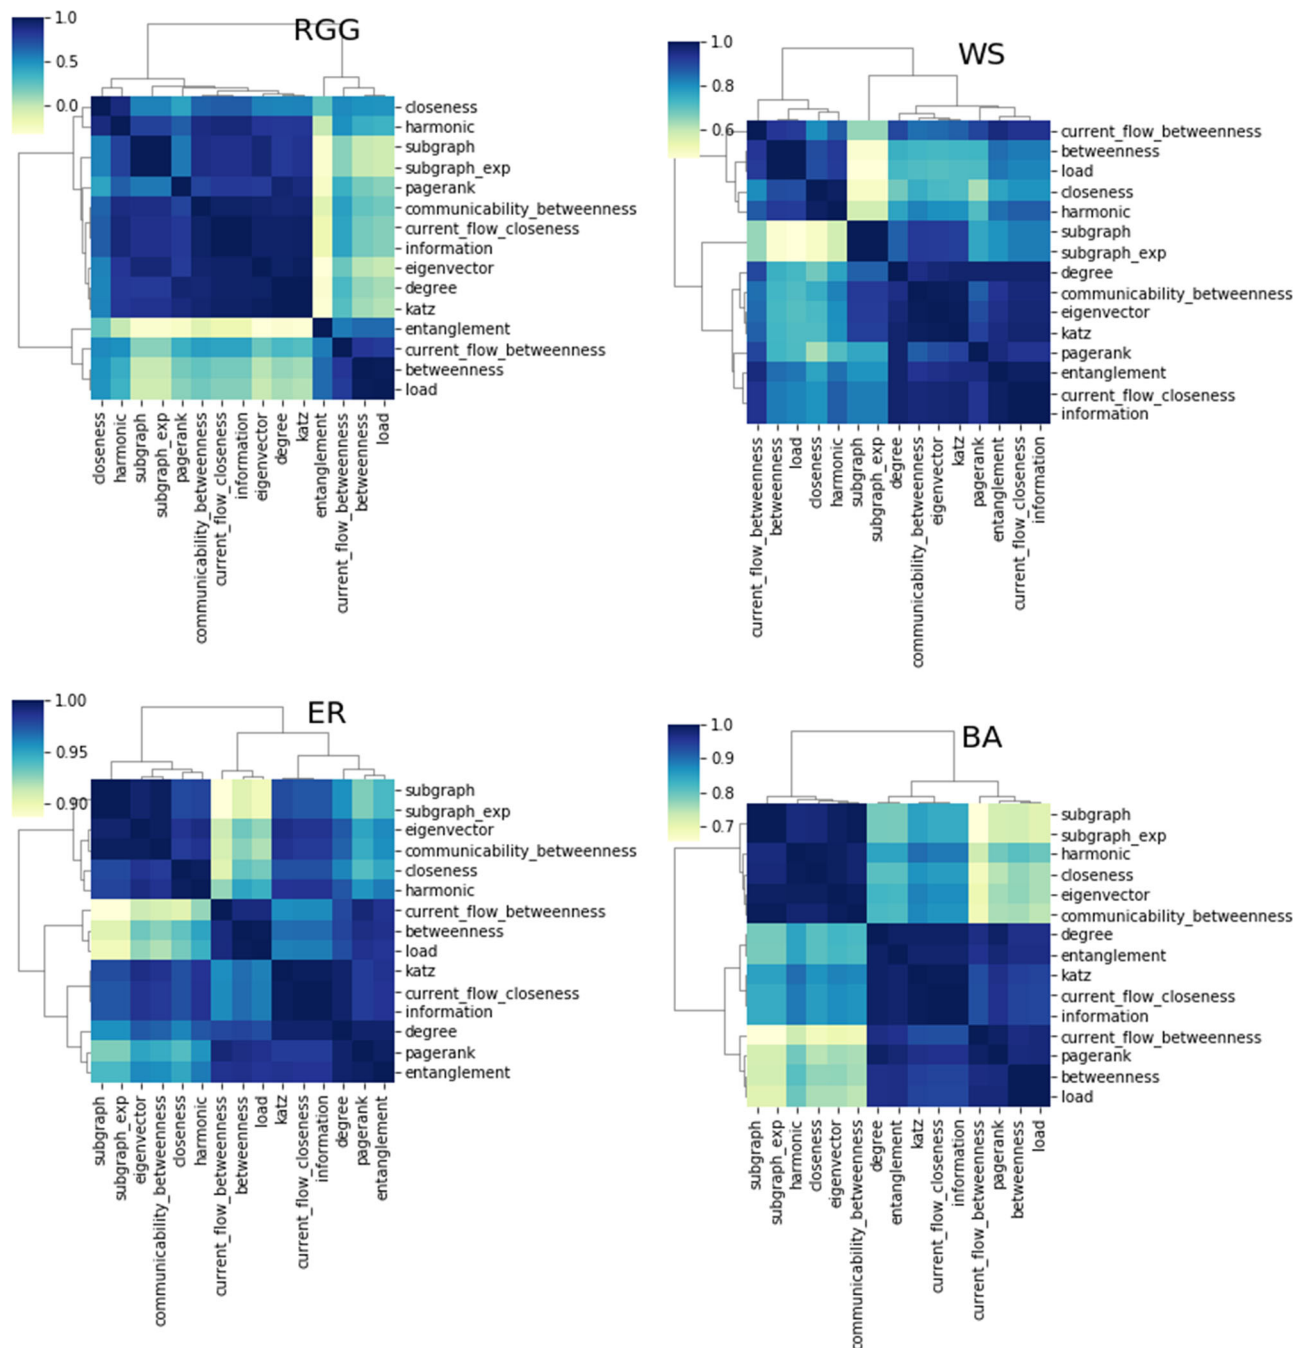 RGG
1.0
0.5
0.0
closeness
harmonic
subgraph
subgraph_exp
pagerank
communicability_betweenness
current_flow_closeness
information
eigenvector
degree
katz
entanglement
current_flow_betweenness
betweenness
load
closeness
harmonic
subgraph
subgraph_exp
pagerank
communicability_betweenness
current_flow_closeness
information
eigenvector
degree
katz
entanglement
current_flow_betweenness
betweenness
load
WS
1.0
0.8
0.6
current_flow_betweenness
betweenness
load
closeness
harmonic
subgraph
subgraph_exp
degree
communicability_betweenness
eigenvector
katz
pagerank
entanglement
current_flow_closeness
information
current_flow_betweenness
betweenness
load
closeness
harmonic
subgraph
subgraph_exp
degree
communicability_betweenness
eigenvector
katz
pagerank
entanglement
current_flow_closeness
information
ER
1.00
0.95
0.90
subgraph
subgraph_exp
eigenvector
communicability_betweenness
closeness
harmonic
current_flow_betweenness
betweenness
load
katz
current_flow_closeness
information
degree
pagerank
entanglement
subgraph
subgraph_exp
eigenvector
communicability_betweenness
closeness
harmonic
current_flow_betweenness
betweenness
load
katz
current_flow_closeness
information
degree
pagerank
entanglement
BA
1.0
0.9
0.8
0.7
subgraph
subgraph_exp
harmonic
closeness
eigenvector
communicability_betweenness
degree
entanglement
katz
current_flow_closeness
information
current_flow_betweenness
pagerank
betweenness
load
subgraph
subgraph_exp
harmonic
closeness
eigenvector
communicability_betweenness
degree
entanglement
katz
current_flow_closeness
information
current_flow_betweenness
pagerank
betweenness
load